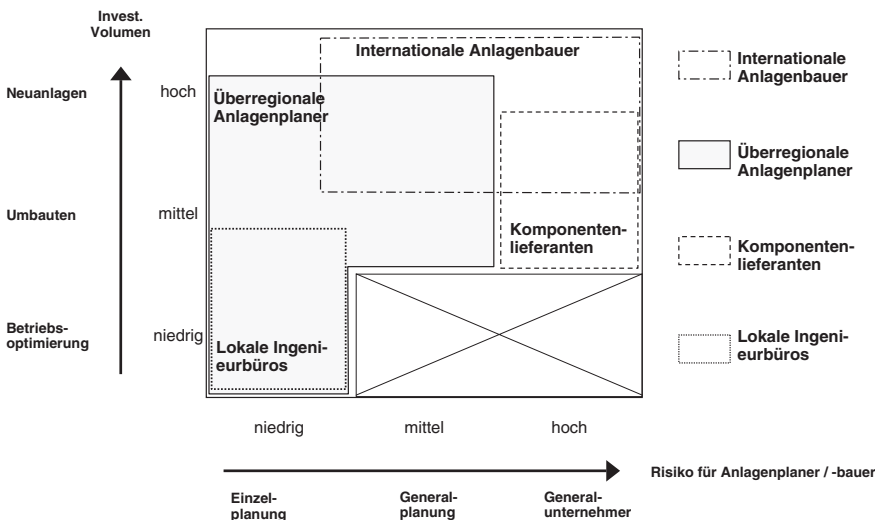 Invest.
Volumen
Neuanlagen
hoch
Internationale Anlagenbauer
Überregionale
Anlagenplaner
Umbauten
mittel
Komponenten-
lieferanten
Betriebs-
optimierung
niedrig
Lokale Ingeni-
eurbüros
niedrig
mittel
hoch
Risiko für Anlagenplaner / -bauer
Einzel-
planung
General-
planung
General-
unternehmer
Internationale
Anlagenbauer
Überregionale
Anlagenplaner
Komponenten-
lieferanten
Lokale Ingeni-
eurbüros